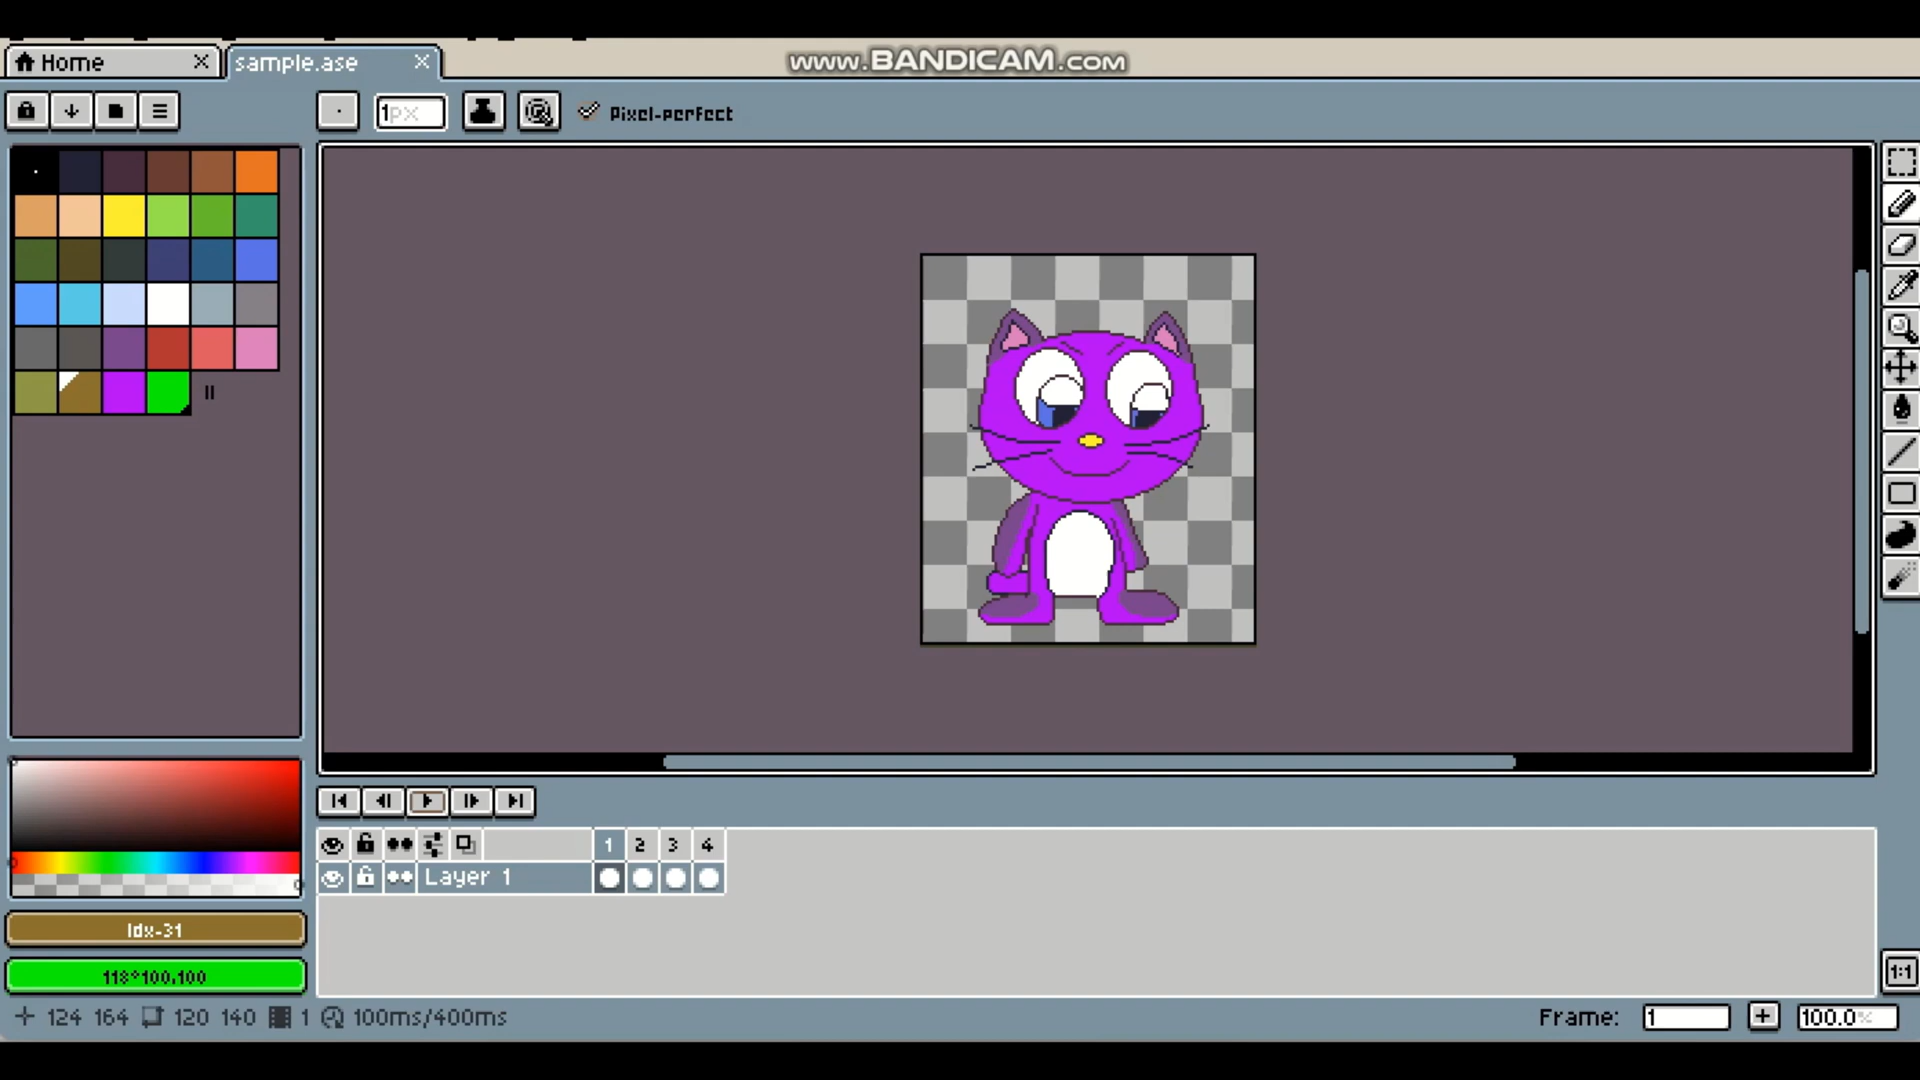 Home
sample.ase
www.BANDICAM.com
1px
Pixel-perfect
1 2 3 4
Layer 1
Idx-31
118°100,100
124 164 120 140 1 100ms/400ms
Frame: 1 + 100.0%
1:1